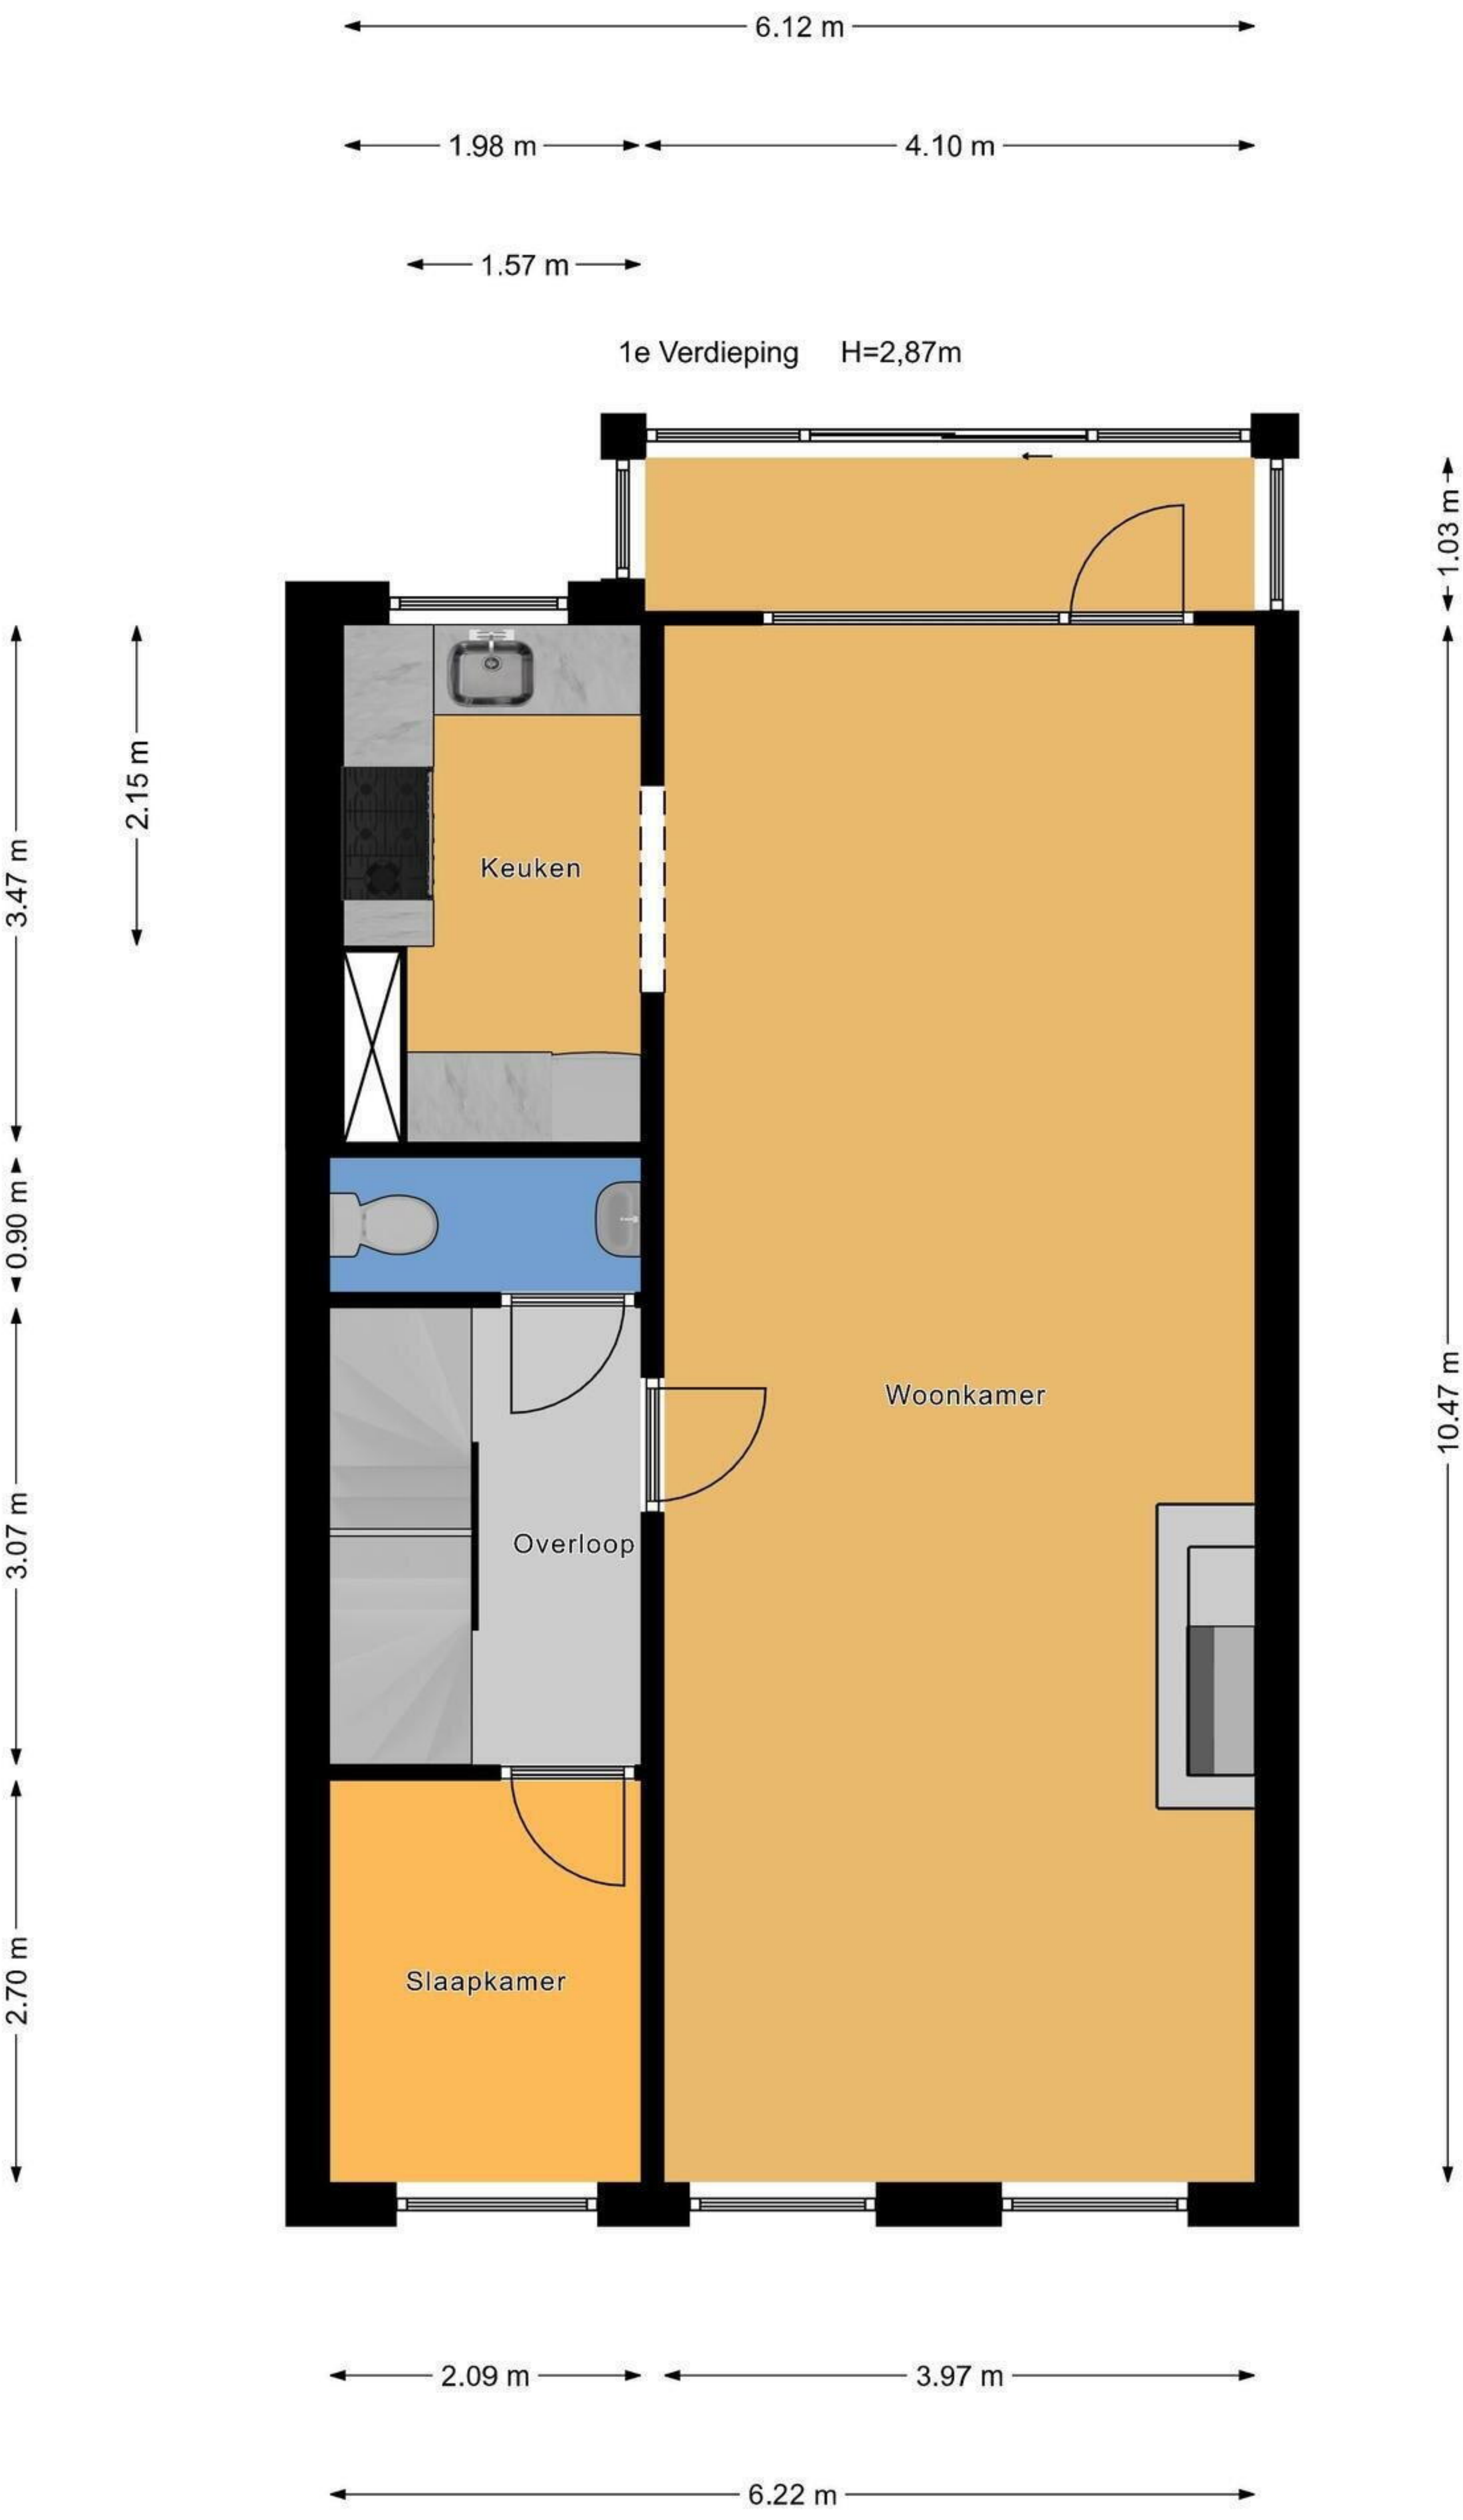 6.12 m
1.98 m
4.10 m
1.57 m
1e Verdieping H=2,87m
1.03 m
2.15 m
3.47 m
Keuken
0.90 m
10.47 m
Woonkamer
3.07 m
Overloop
2.70 m
Slaapkamer
2.09 m
3.97 m
6.22 m